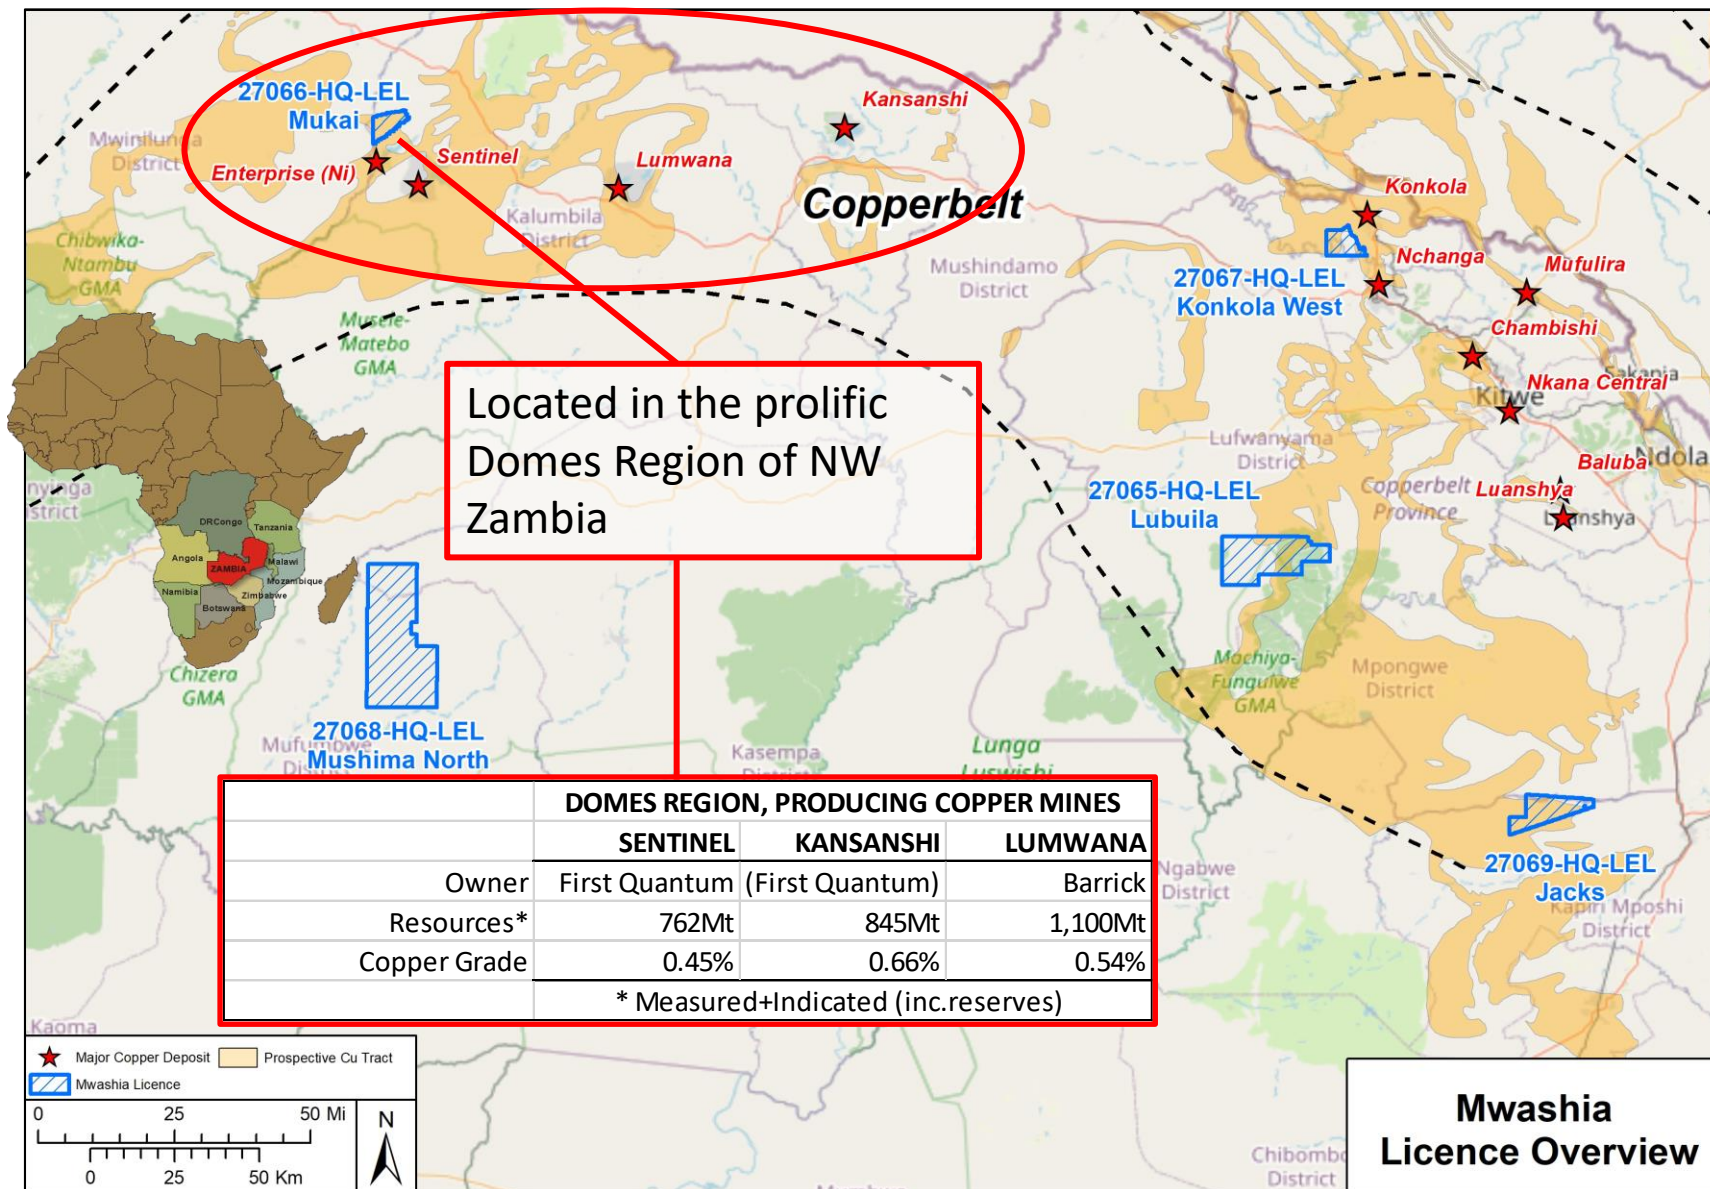 27066-HQ-LEL
Mukai
Mwinilunga
District
Enterprise (Ni)
Sentinel
Lumwana
Kansanshi
Copperbelt
Kalumbila
District
Chibwika-
Ntambu
GMA
Musele-
Matebo
GMA
Mushindamo
District
Konkola
27067-HQ-LEL
Konkola West
Nchanga
Mufulira
Chambishi
Sakania
Nkana Central
Kitwe
Lufwanyama
District
Baluba
Ndola
Copperbelt
Province
Luanshya
Luanshya
27065-HQ-LEL
Lubuila
Located in the prolific
Domes Region of NW
Zambia
DRCongo
Tanzania
Angola
ZAMBIA
Malawi
Mozambique
Namibia
Zimbabwe
Botswana
Chizera
GMA
27068-HQ-LEL
Mushima North
Mufumbwe
Kasempa
District
Lunga
Luswishi
Machiya-
Fungulwe
GMA
Mpongwe
District
27069-HQ-LEL
Jacks
Kapiri Mposhi
District
Ngabwe
District
DOMES REGION, PRODUCING COPPER MINES
SENTINEL KANSANSHI LUMWANA
Owner First Quantum (First Quantum) Barrick
Resources* 762Mt 845Mt 1,100Mt
Copper Grade 0.45% 0.66% 0.54%
* Measured+Indicated (inc.reserves)
Kaoma
Major Copper Deposit Prospective Cu Tract
Mwashia Licence
0 25 50 Mi
0 25 50 Km
N
Chibombo
District
Mwashia
Licence Overview